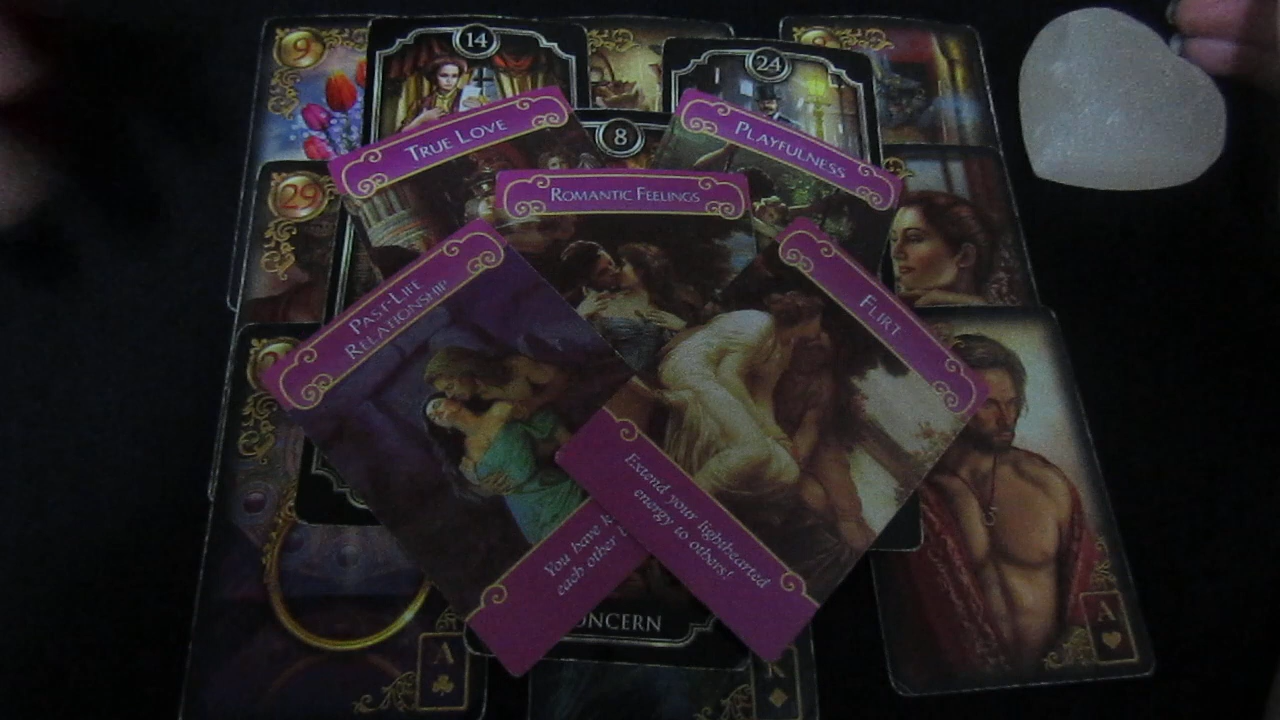 9
14
24
TRUE LOVE
8
PLAYFULNESS
ROMANTIC FEELINGS
29
PAST-LIFE
RELATIONSHIP
FLIRT
Extend your lighthearted
energy to others!
You have
each other
A
A
K